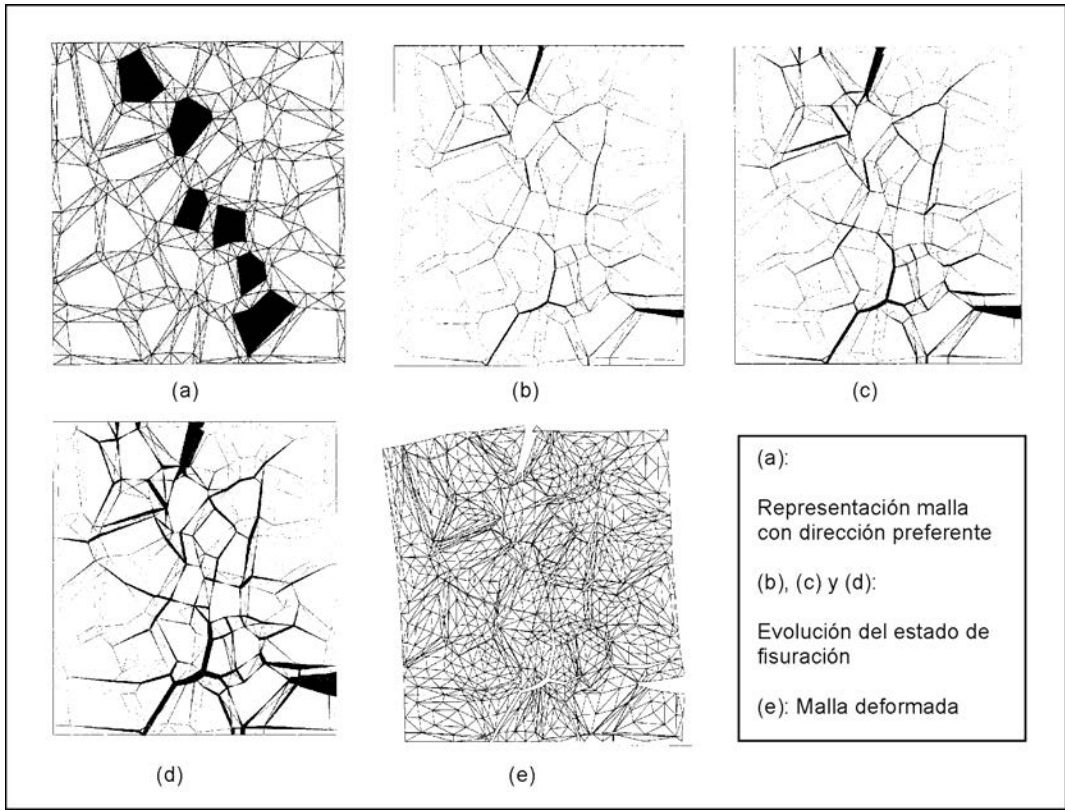 (a)
(b)
(c)
(d)
(e)
(a):
Representación malla
con dirección preferente
(b), (c) y (d):
Evolución del estado de
fisuración
(e): Malla deformada